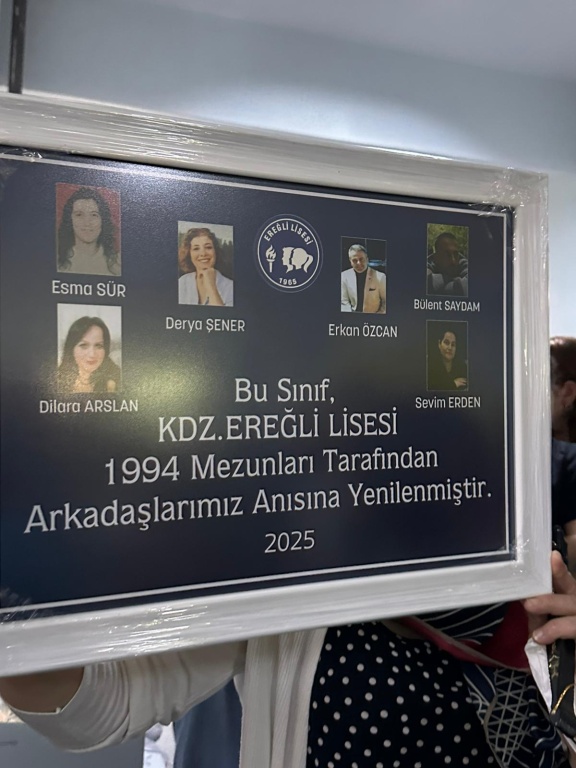 EREĞLİ LİSESİ
1965
Esma SÜR
Derya ŞENER
Erkan ÖZCAN
Bülent SAYDAM
Dilara ARSLAN
Sevim ERDEN
Bu Sınıf,
KDZ.EREĞLİ LİSESİ
1994 Mezunları Tarafından
Arkadaşlarımız Anısına Yenilenmiştir.
2025